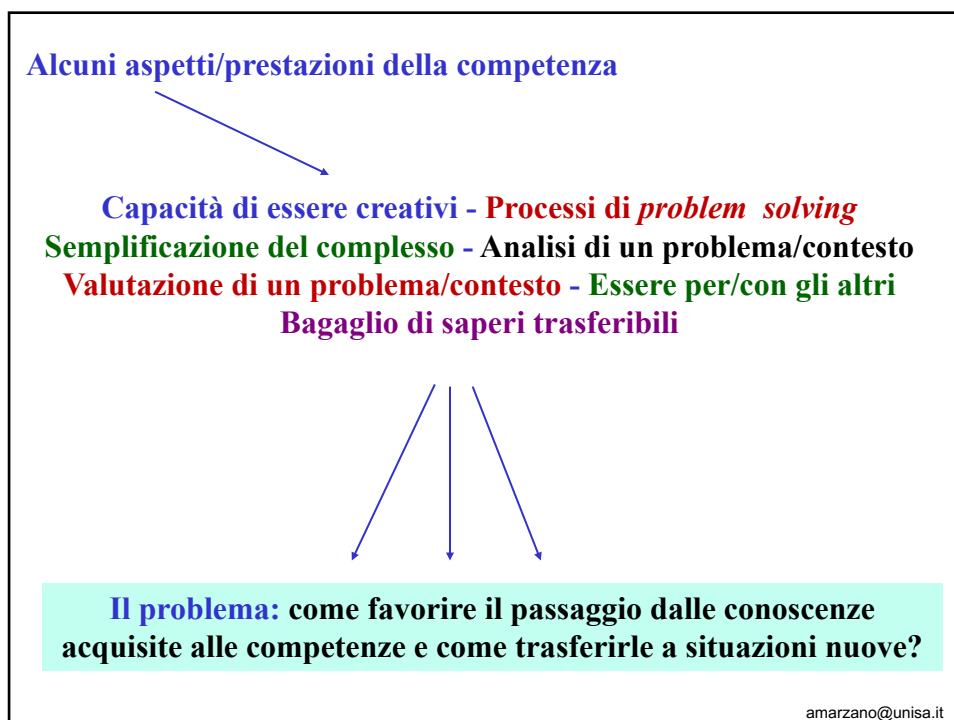 Alcuni aspetti/prestazioni della competenza
Capacità di essere creativi - Processi di problem solving
Semplificazione del complesso - Analisi di un problema/contesto
Valutazione di un problema/contesto - Essere per/con gli altri
Bagaglio di saperi trasferibili
Il problema: come favorire il passaggio dalle conoscenze
acquisite alle competenze e come trasferirle a situazioni nuove?
amarzano@unisa.it